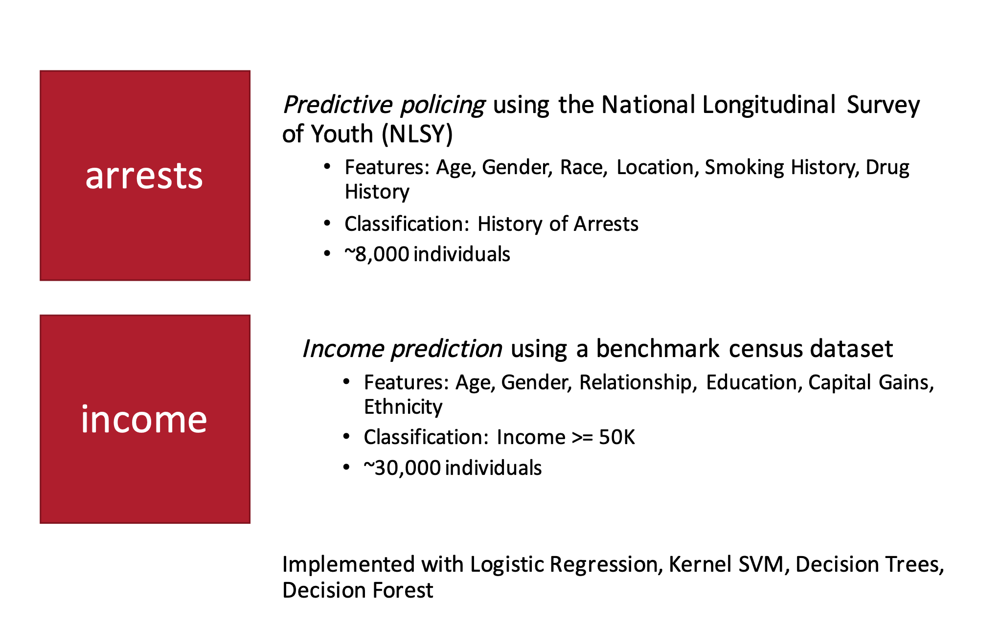 arrests
Predictive policing using the National Longitudinal Survey
of Youth (NLSY)
• Features: Age, Gender, Race, Location, Smoking History, Drug
History
• Classification: History of Arrests
• ~8,000 individuals
income
Income prediction using a benchmark census dataset
• Features: Age, Gender, Relationship, Education, Capital Gains,
Ethnicity
• Classification: Income >= 50K
• ~30,000 individuals
Implemented with Logistic Regression, Kernel SVM, Decision Trees,
Decision Forest